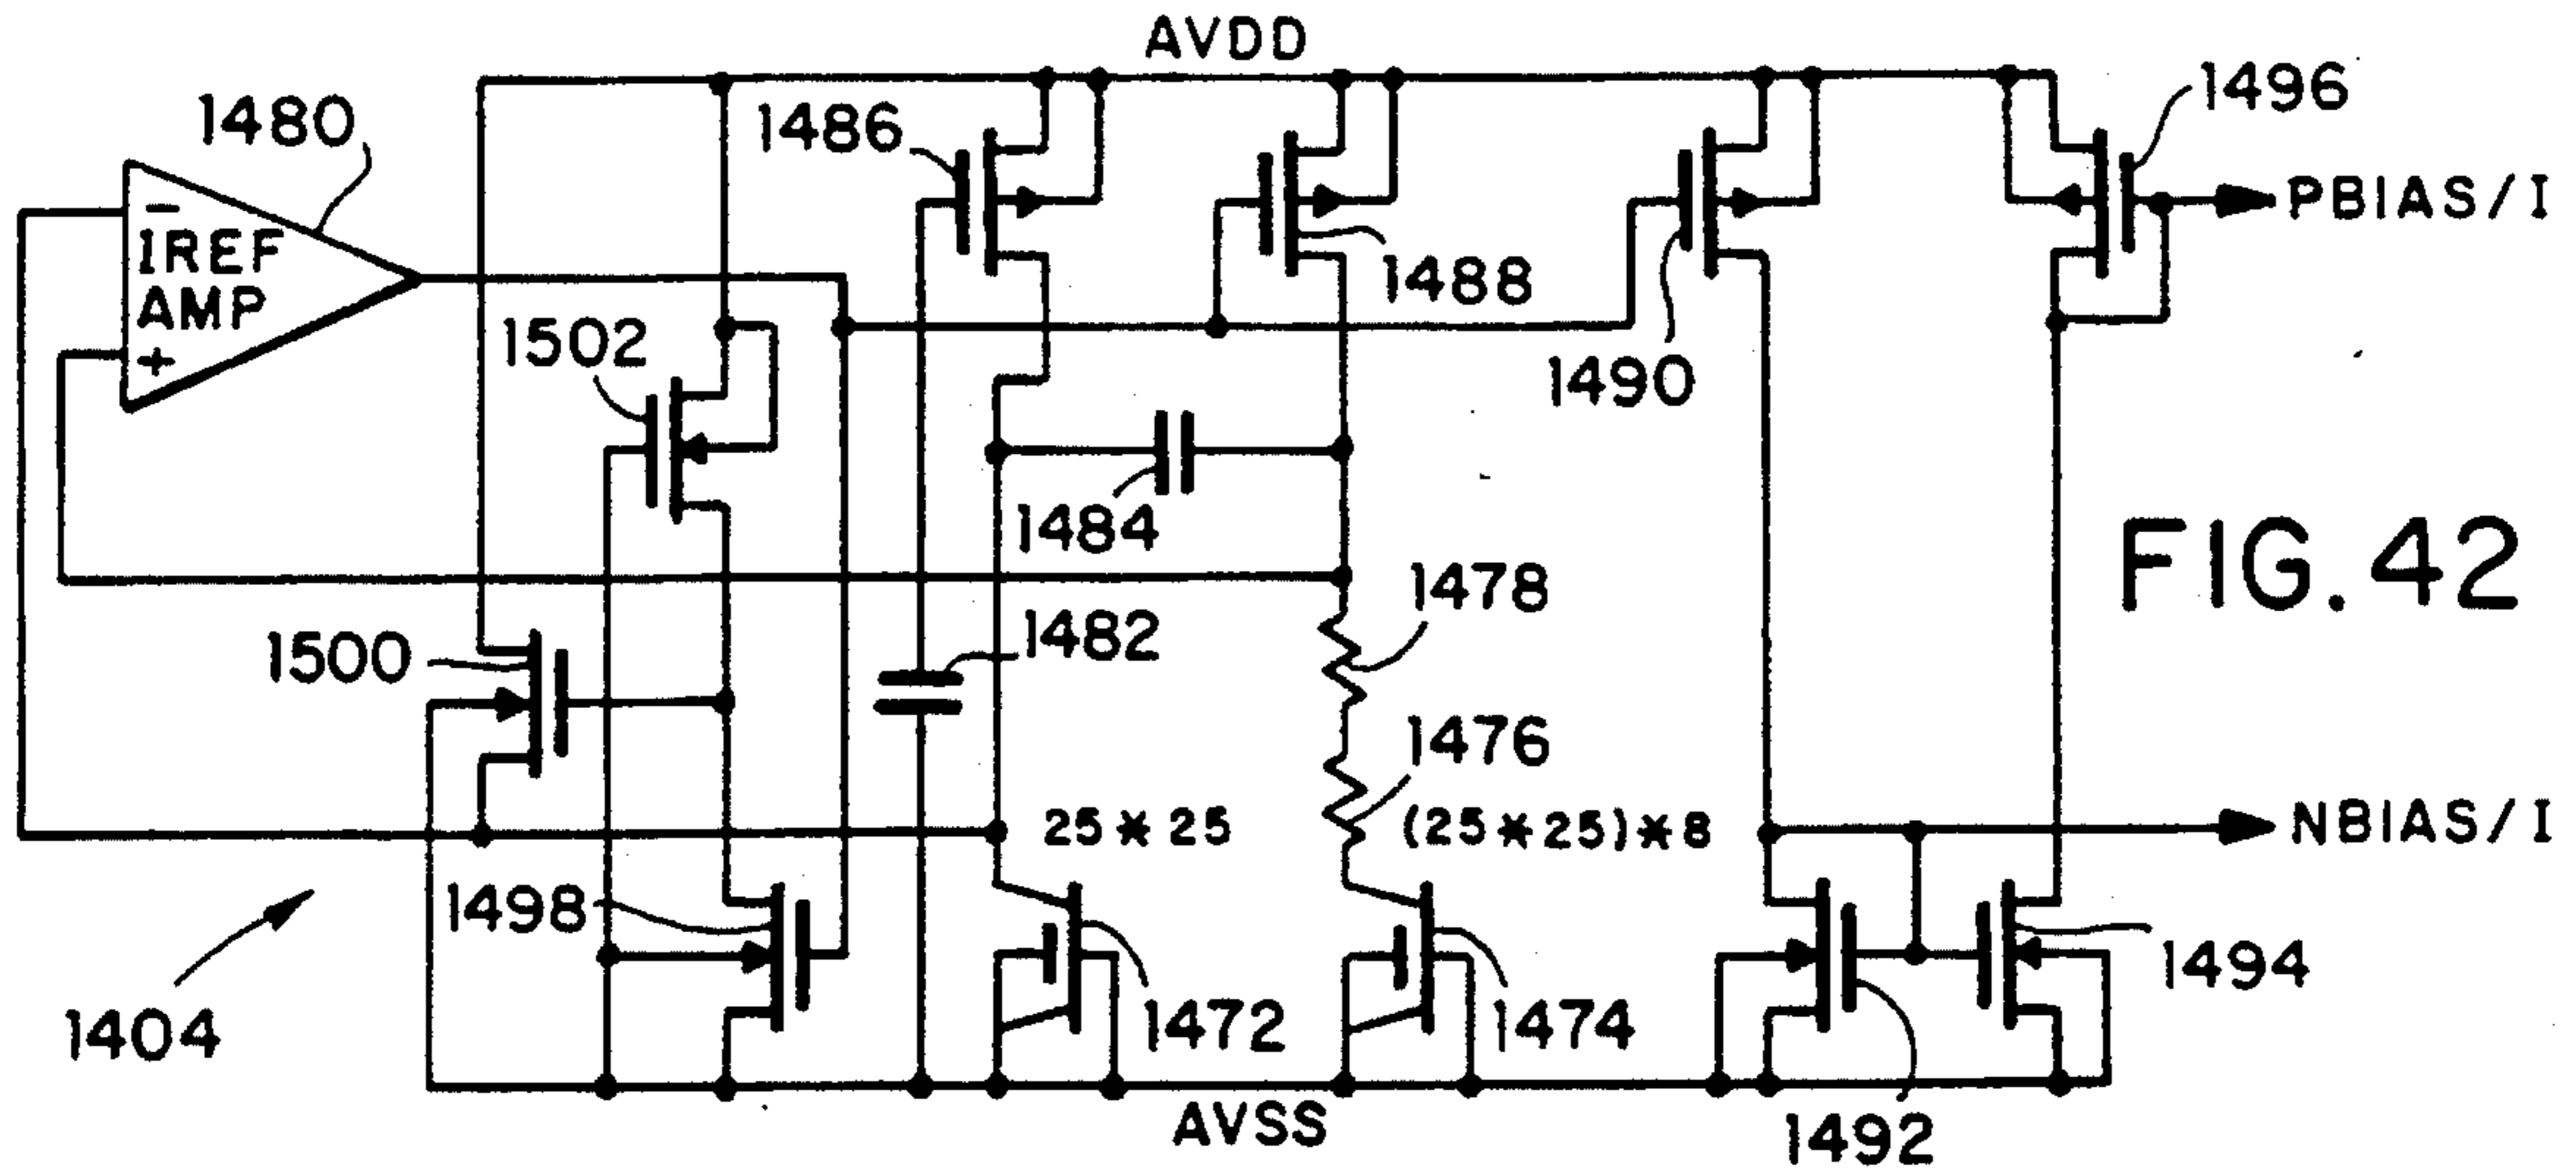 AVDD
1480
1486
1496
PBIAS/I
−
IREF
AMP
+
1488
1502
1490
1484
FIG. 42
1478
1482
1500
1476
25 * 25
(25 * 25) * 8
NBIAS/I
1498
1494
1404
1472
1474
AVSS
1492